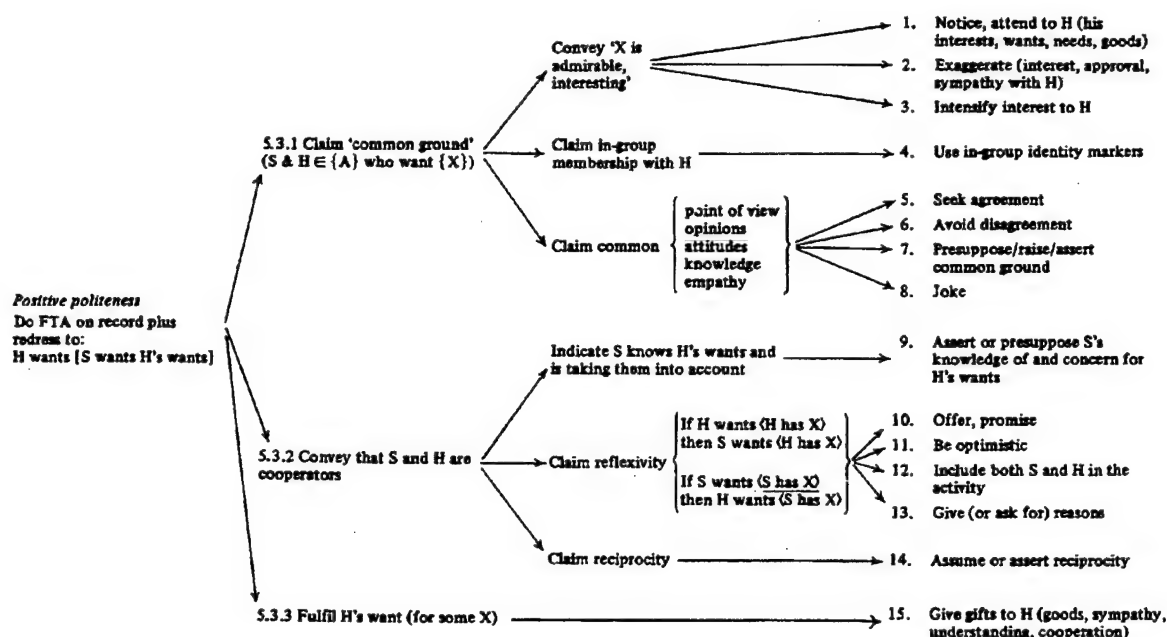 Positive politeness
Do FTA on record plus
redress to:
H wants [S wants H's wants]
5.3.1 Claim 'common ground'
(S & H ∈ {A} who want {X})
Convey 'X is
admirable,
interesting'
1. Notice, attend to H (his
interests, wants, needs, goods)
2. Exaggerate (interest, approval,
sympathy with H)
3. Intensify interest to H
Claim in-group
membership with H
4. Use in-group identity markers
Claim common
point of view
opinions
attitudes
knowledge
empathy
5. Seek agreement
6. Avoid disagreement
7. Presuppose/raise/assert
common ground
8. Joke
5.3.2 Convey that S and H are
cooperators
Indicate S knows H's wants and
is taking them into account
9. Assert or presuppose S's
knowledge of and concern for
H's wants
Claim reflexivity
If H wants ⟨H has X⟩
then S wants ⟨H has X⟩
If S wants ⟨S has X⟩
then H wants ⟨S has X⟩
10. Offer, promise
11. Be optimistic
12. Include both S and H in the
activity
13. Give (or ask for) reasons
Claim reciprocity
14. Assume or assert reciprocity
5.3.3 Fulfil H's want (for some X)
15. Give gifts to H (goods, sympathy,
understanding, cooperation)